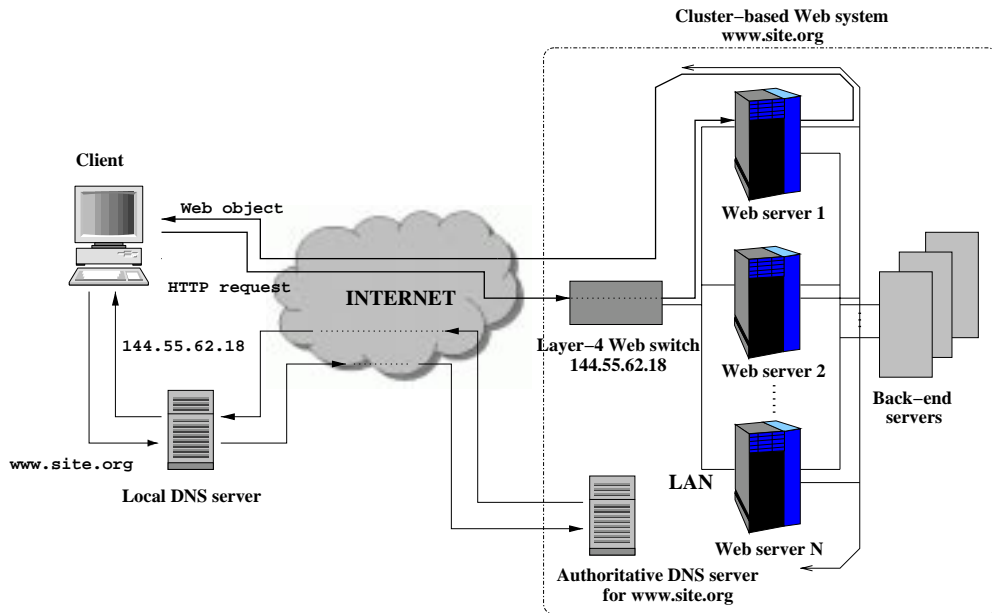 Cluster−based Web system
www.site.org
Client
Web object
HTTP request
INTERNET
Web server 1
Layer−4 Web switch
144.55.62.18
Web server 2
Back−end
servers
144.55.62.18
www.site.org
Local DNS server
LAN
Web server N
Authoritative DNS server
for www.site.org